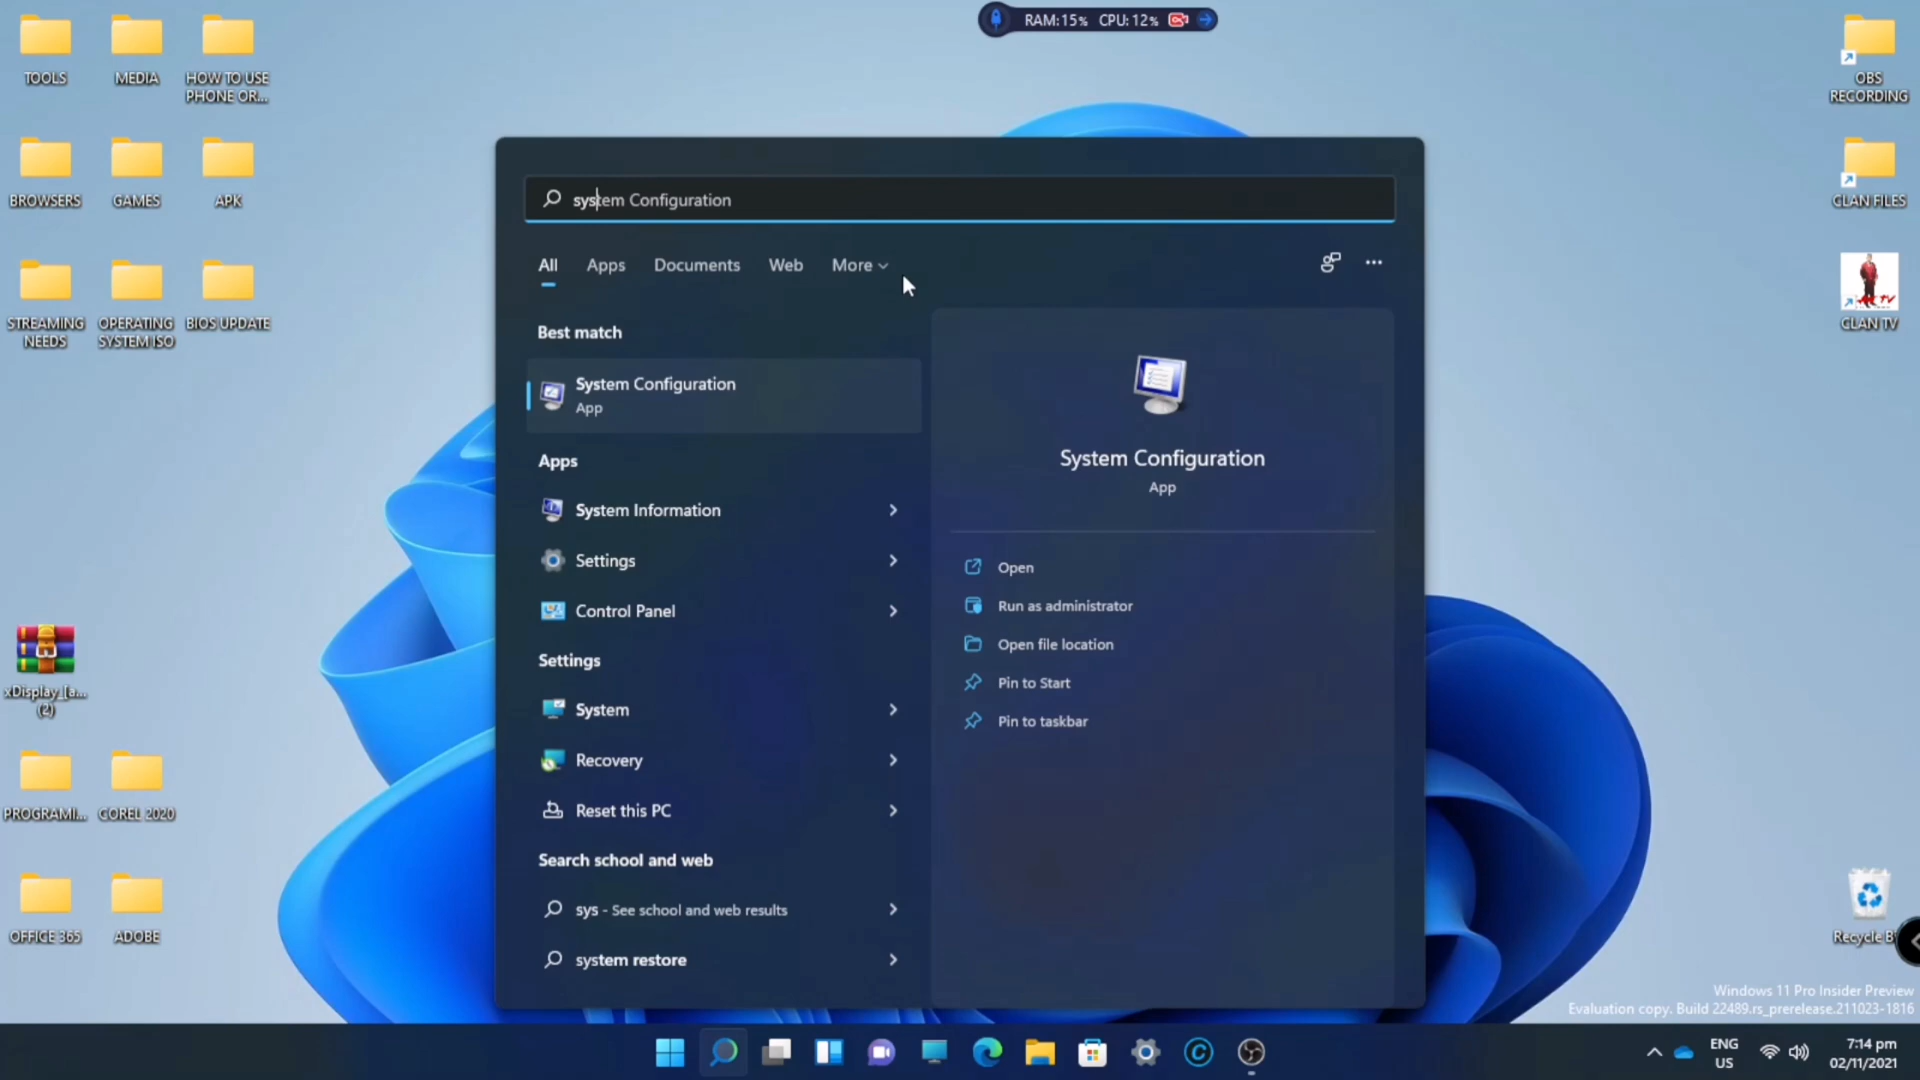 RAM:15% CPU: 12%
TOOLS
MEDIA
HOW TO USE
PHONE OR...
BROWSERS
GAMES
APK
STREAMING
NEEDS
OPERATING
SYSTEM ISO
BIOS UPDATE
xDisplay_[a...
(2)
PROGRAMI...
COREL 2020
OFFICE 365
ADOBE
system Configuration
All
Apps
Documents
Web
More
Best match
System Configuration
App
Apps
System Information
Settings
Control Panel
Settings
System
Recovery
Reset this PC
Search school and web
sys - See school and web results
system restore
System Configuration
App
Open
Run as administrator
Open file location
Pin to Start
Pin to taskbar
OBS
RECORDING
CLAN FILES
CLAN TV
Recycle B
Windows 11 Pro Insider Preview
Evaluation copy. Build 22489.rs_prerelease.211023-1816
ENG
US
7:14 pm
02/11/2021